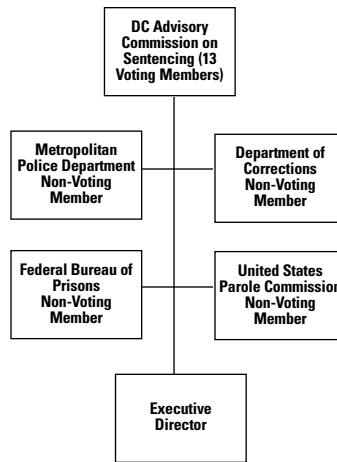 DC Advisory
Commission on
Sentencing (13
Voting Members)
Metropolitan
Police Department
Non-Voting
Member
Department of
Corrections
Non-Voting
Member
Federal Bureau of
Prisons
Non-Voting
Member
United States
Parole Commission
Non-Voting
Member
Executive
Director